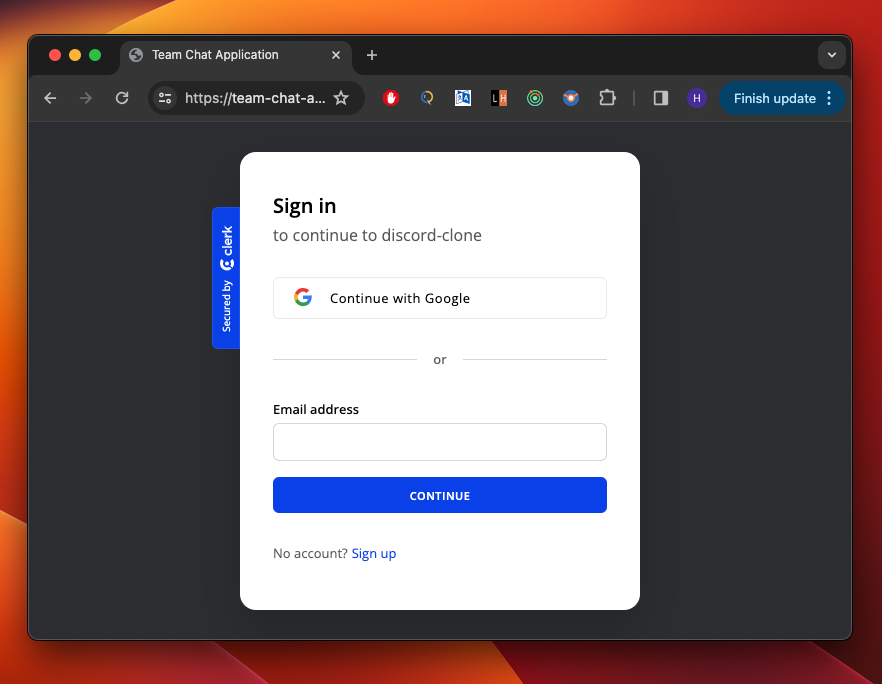 Team Chat Application
https://team-chat-a...
LH
H
Finish update
Sign in
to continue to discord-clone
Secured by clerk
Continue with Google
or
Email address
CONTINUE
No account? Sign up